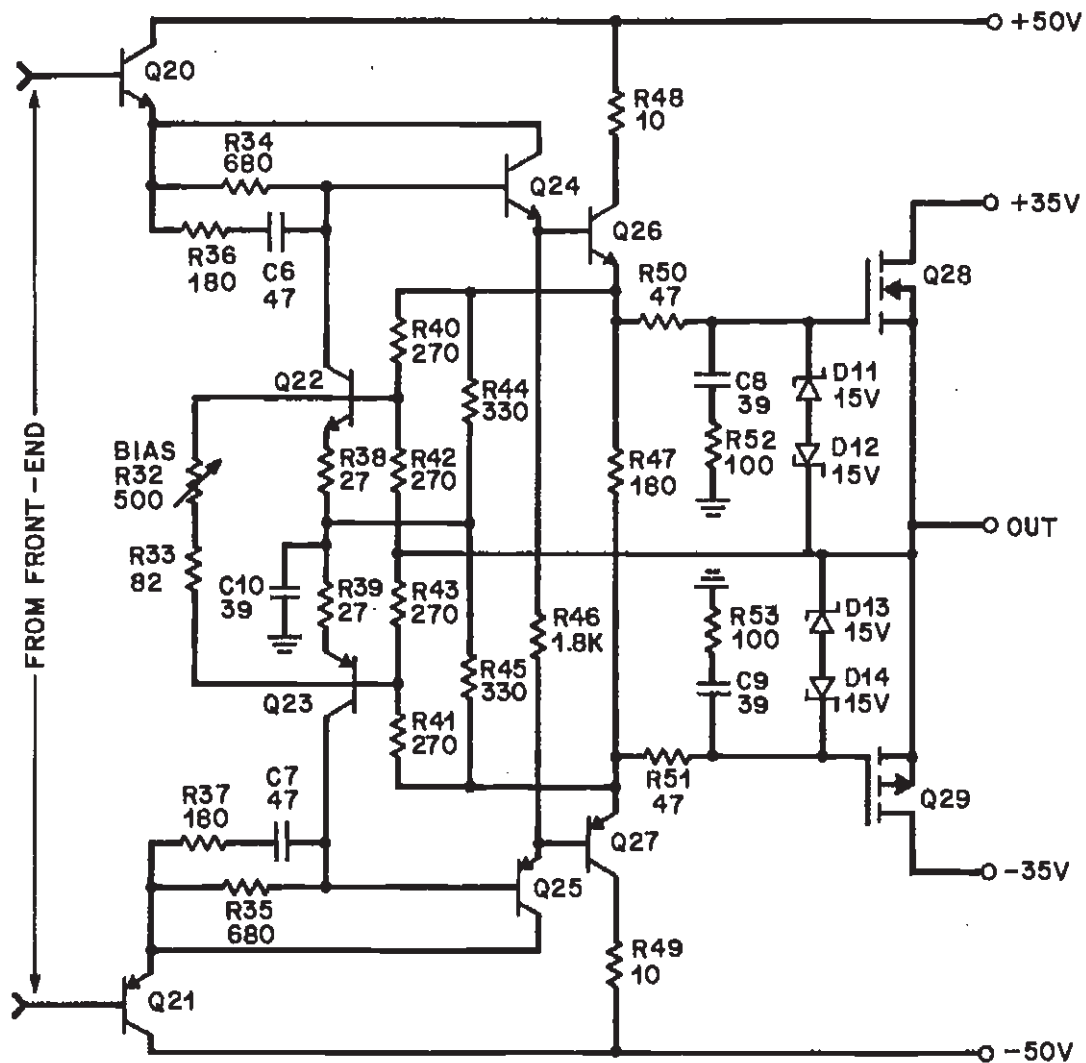 +50V
Q20
R48
10
R34
680
Q24
+35V
Q26
R36
180
C6
47
R50
47
Q28
R40
270
Q22
R44
330
C8
39
D11
15V
BIAS
R32
500
R38
27
R42
270
R47
180
R52
100
D12
15V
OUT
R33
82
C10
39
R39
27
R43
270
R46
1.8K
R53
100
D13
15V
FROM FRONT-END
R45
330
C9
39
D14
15V
Q23
R41
270
R51
47
Q29
R37
180
C7
47
Q27
-35V
Q25
R35
680
R49
10
Q21
-50V